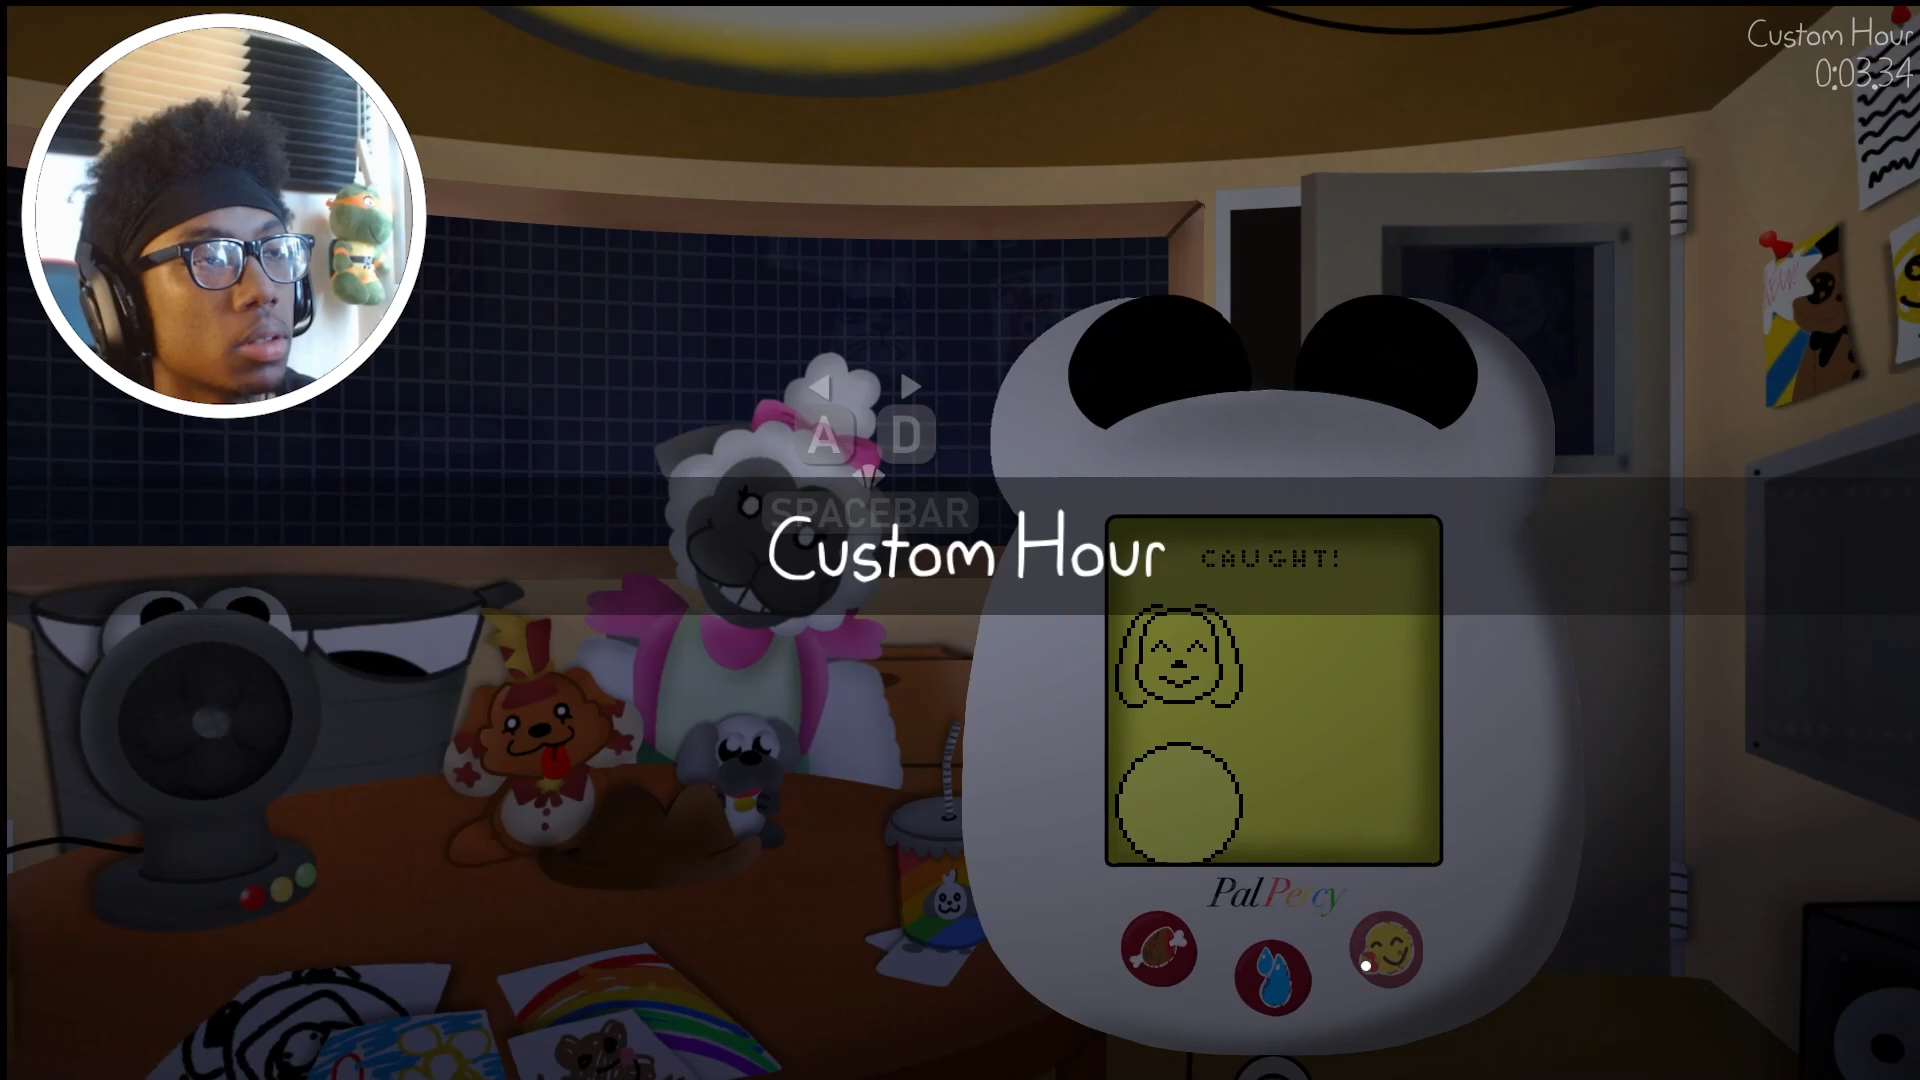 Custom Hour
0:03.34
A D
SPACEBAR
Custom Hour
CAUGHT!
PalPercy